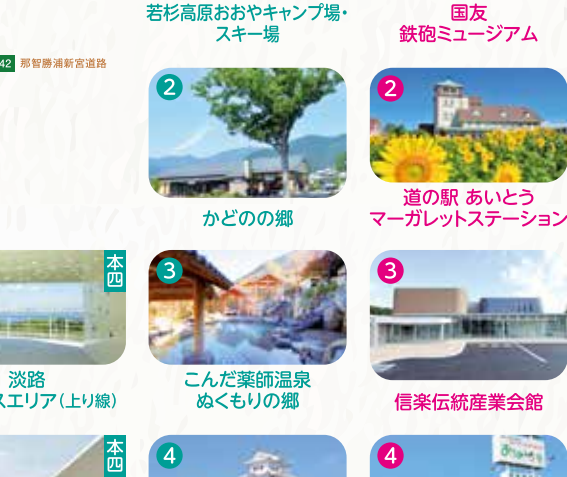 若杉高原おおやキャンプ場・
スキー場
国友
鉄砲ミュージアム
42 那智勝浦新宮道路
2
かどのの郷
2
道の駅 あいとう
マーガレットステーション
本四
淡路
スエリア（上り線）
3
こんだ薬師温泉
ぬくもりの郷
3
信楽伝統産業会館
本四
4
4